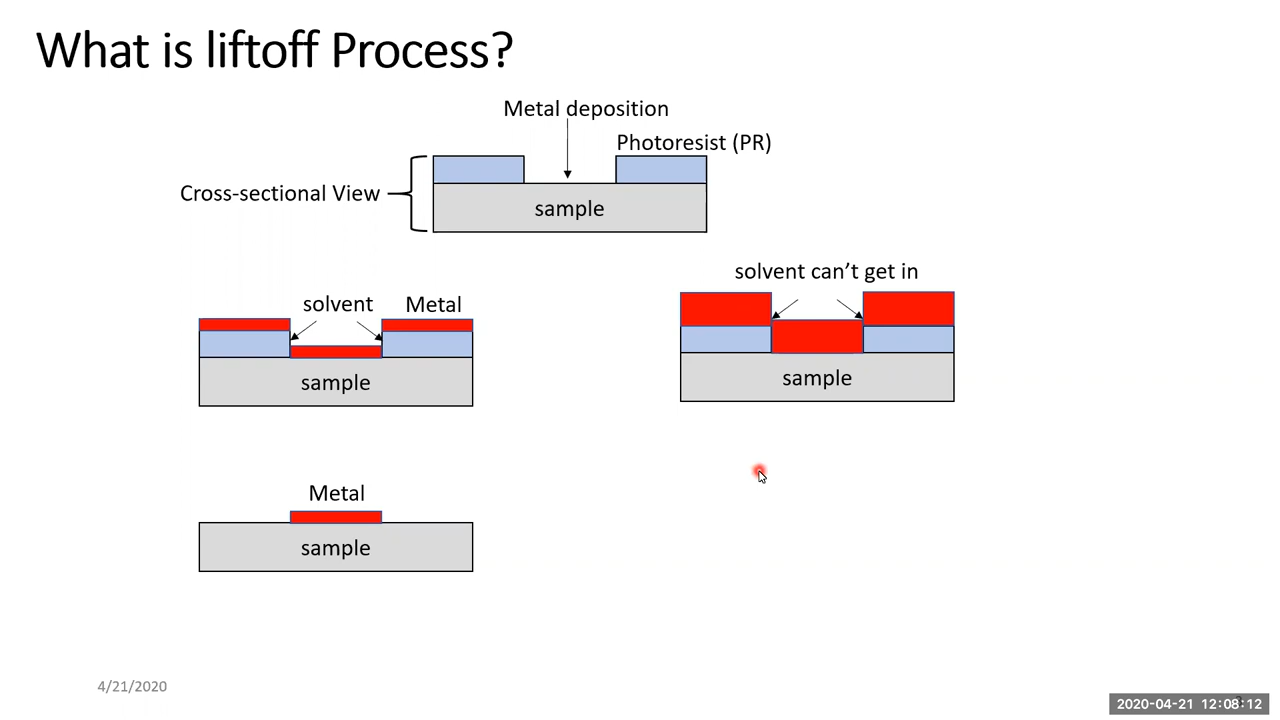 What is liftoff Process?
Metal deposition
Photoresist (PR)
Cross-sectional View
sample
solvent can't get in
solvent
Metal
sample
sample
Metal
sample
4/21/2020
2020-04-21 12:08:12